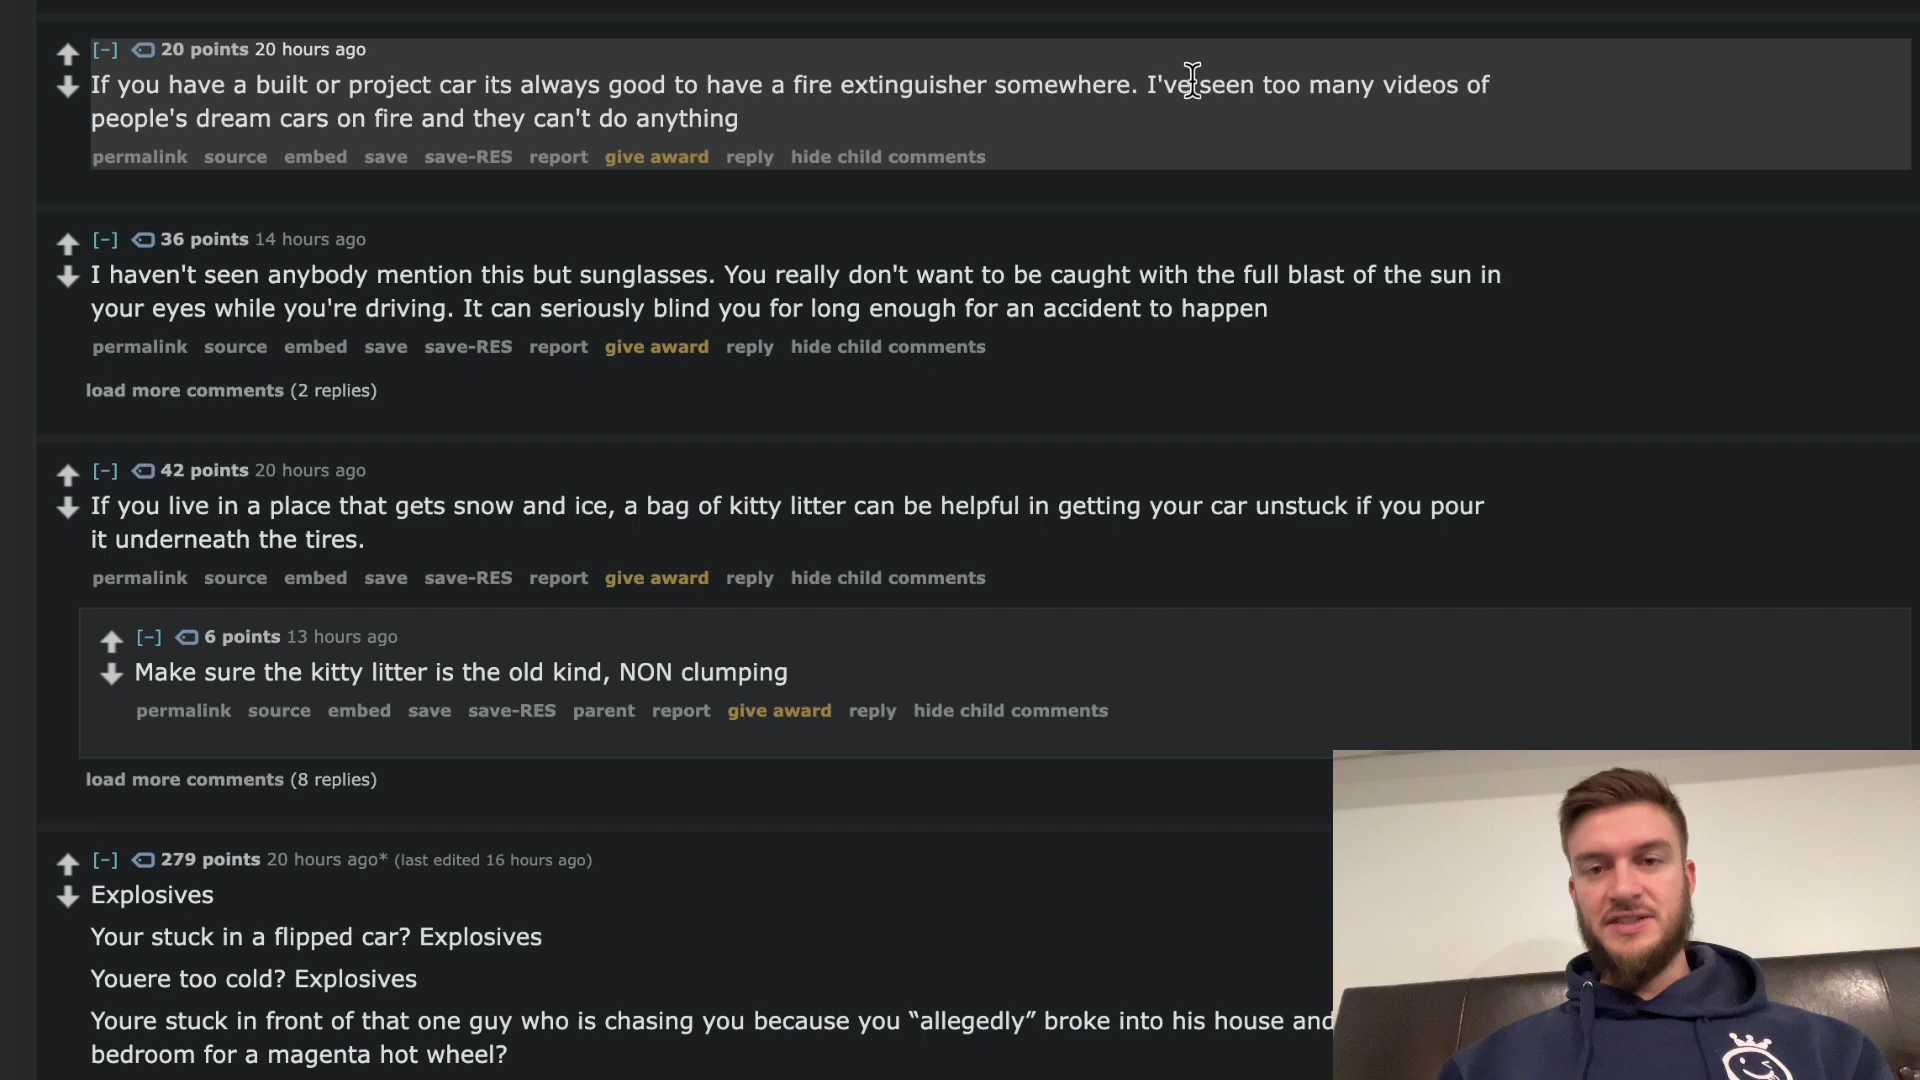 [-] 20 points 20 hours ago
If you have a built or project car its always good to have a fire extinguisher somewhere. I've seen too many videos of
people's dream cars on fire and they can't do anything
permalink source embed save save-RES report give award reply hide child comments
[-] 36 points 14 hours ago
I haven't seen anybody mention this but sunglasses. You really don't want to be caught with the full blast of the sun in
your eyes while you're driving. It can seriously blind you for long enough for an accident to happen
permalink source embed save save-RES report give award reply hide child comments
load more comments (2 replies)
[-] 42 points 20 hours ago
If you live in a place that gets snow and ice, a bag of kitty litter can be helpful in getting your car unstuck if you pour
it underneath the tires.
permalink source embed save save-RES report give award reply hide child comments
[-] 6 points 13 hours ago
Make sure the kitty litter is the old kind, NON clumping
permalink source embed save save-RES parent report give award reply hide child comments
load more comments (8 replies)
[-] 279 points 20 hours ago* (last edited 16 hours ago)
Explosives
Your stuck in a flipped car? Explosives
Youere too cold? Explosives
Youre stuck in front of that one guy who is chasing you because you “allegedly” broke into his house and
bedroom for a magenta hot wheel?